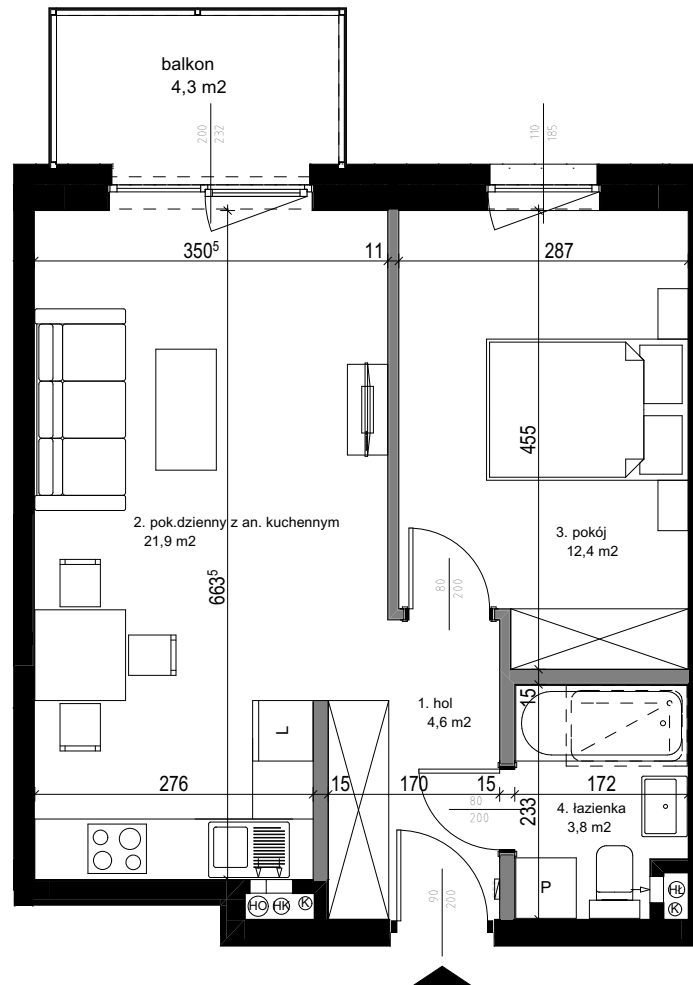 balkon
4,3 m2
200
232
110
185
350⁵
11
287
455
2. pok.dzienny z an. kuchennym
21,9 m2
3. pokój
12,4 m2
663⁵
80
200
1. hol
4,6 m2
15
L
276
15
170
15
172
80
200
233
4. łazienka
3,8 m2
P
90
200
HO
HK
K
HŁ
K